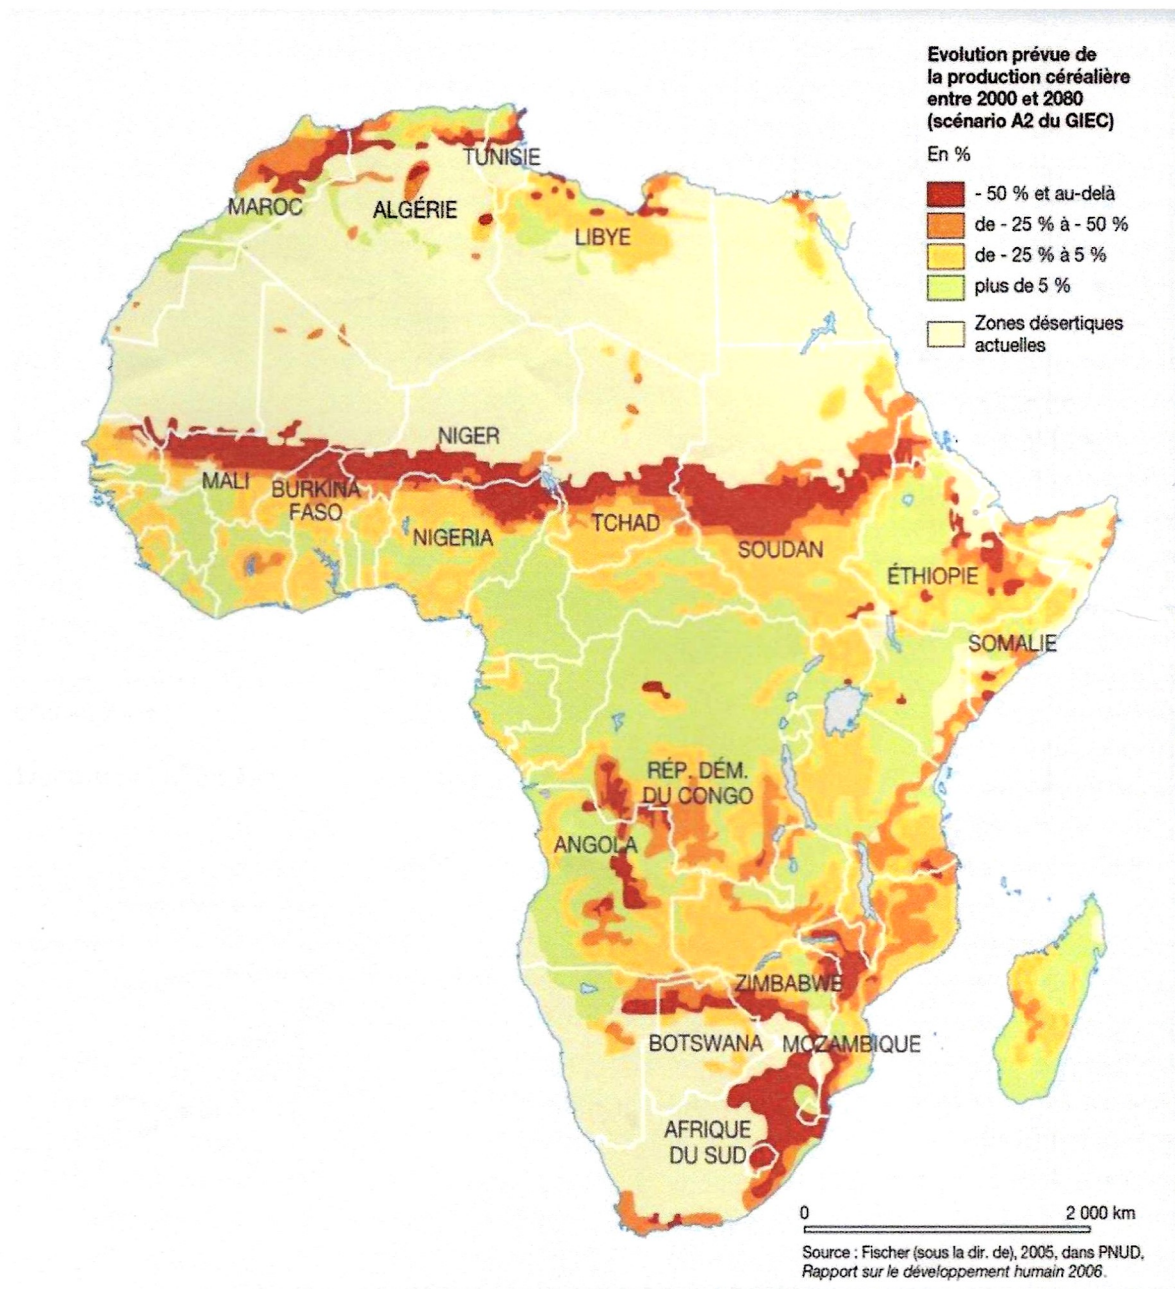 Evolution prévue de
la production céréalière
entre 2000 et 2080
(scénario A2 du GIEC)
En %
- 50 % et au-delà
de - 25 % à - 50 %
de - 25 % à 5 %
plus de 5 %
Zones désertiques
actuelles
TUNISIE
MAROC
ALGÉRIE
LIBYE
NIGER
MALI
BURKINA
FASO
NIGERIA
TCHAD
SOUDAN
ÉTHIOPIE
SOMALIE
RÉP. DÉM.
DU CONGO
ANGOLA
ZIMBABWE
BOTSWANA
MOZAMBIQUE
AFRIQUE
DU SUD
0
2 000 km
Source : Fischer (sous la dir. de), 2005, dans PNUD,
Rapport sur le développement humain 2006.